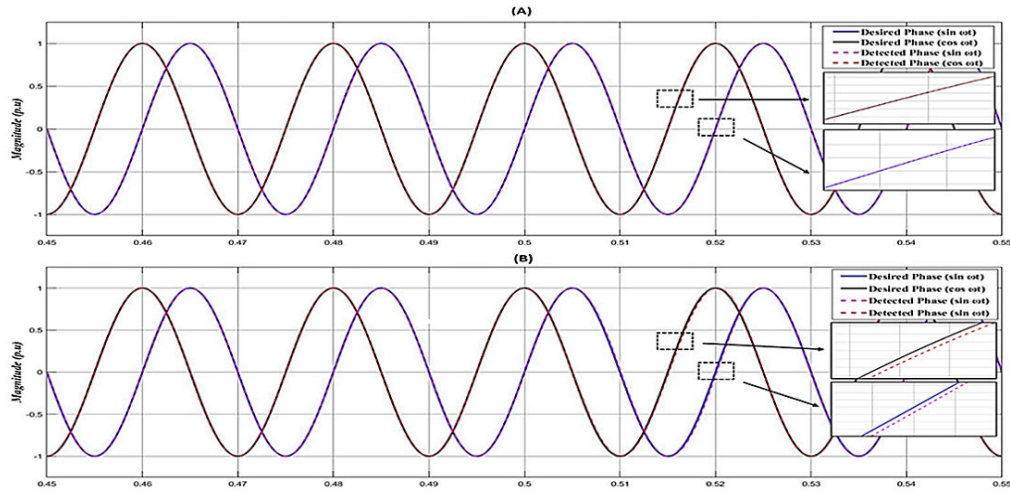 (A)
Magnitude (p.u)
1
0.5
0
-0.5
-1
Desired Phase (sin ωt)
Desired Phase (cos ωt)
Detected Phase (sin ωt)
Detected Phase (cos ωt)
0.45
0.46
0.47
0.48
0.49
0.5
0.51
0.52
0.53
0.54
0.55
(B)
Magnitude (p.u)
1
0.5
0
-0.5
-1
Desired Phase (sin ωt)
Desired Phase (cos ωt)
Detected Phase (sin ωt)
Detected Phase (sin ωt)
0.45
0.46
0.47
0.48
0.49
0.5
0.51
0.52
0.53
0.54
0.55